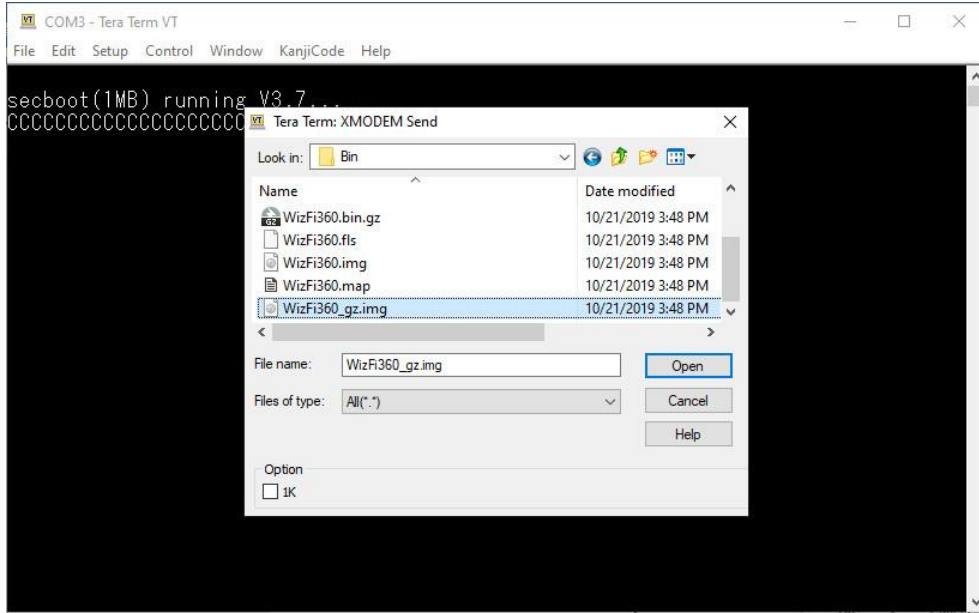 COM3 - Tera Term VT
File Edit Setup Control Window KanjiCode Help
secboot(1MB) running V3.7...
CCCCCCCCCCCCCCCCCCCC
Tera Term: XMODEM Send
Look in: Bin
Name Date modified
WizFi360.bin.gz 10/21/2019 3:48 PM
WizFi360.fls 10/21/2019 3:48 PM
WizFi360.img 10/21/2019 3:48 PM
WizFi360.map 10/21/2019 3:48 PM
WizFi360_gz.img 10/21/2019 3:48 PM
File name: WizFi360_gz.img Open
Files of type: All(*.*) Cancel
Help
Option
1K